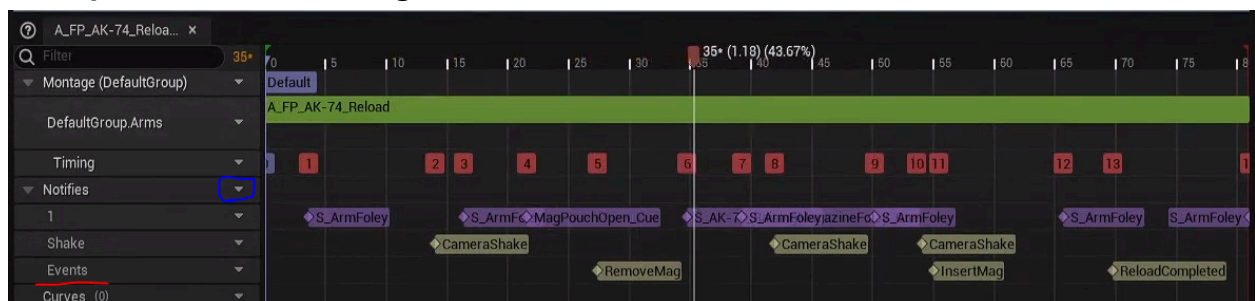 A_FP_AK-74_Reloa... ×
Filter 35*
0 5 10 15 20 25 30 35 40 45 50 55 60 65 70 75 8
35* (1.18) (43.67%)
Montage (DefaultGroup) Default
A_FP_AK-74_Reload
DefaultGroup.Arms
Timing 1 2 3 4 5 6 7 8 9 10 11 12 13 1
Notifies
1 S_ArmFoley S_ArmFo MagPouchOpen_Cue S_AK-7 S_ArmFoley azineFo S_ArmFoley S_ArmFoley S_ArmFoley
Shake CameraShake CameraShake CameraShake
Events RemoveMag InsertMag ReloadCompleted
Curves (0)